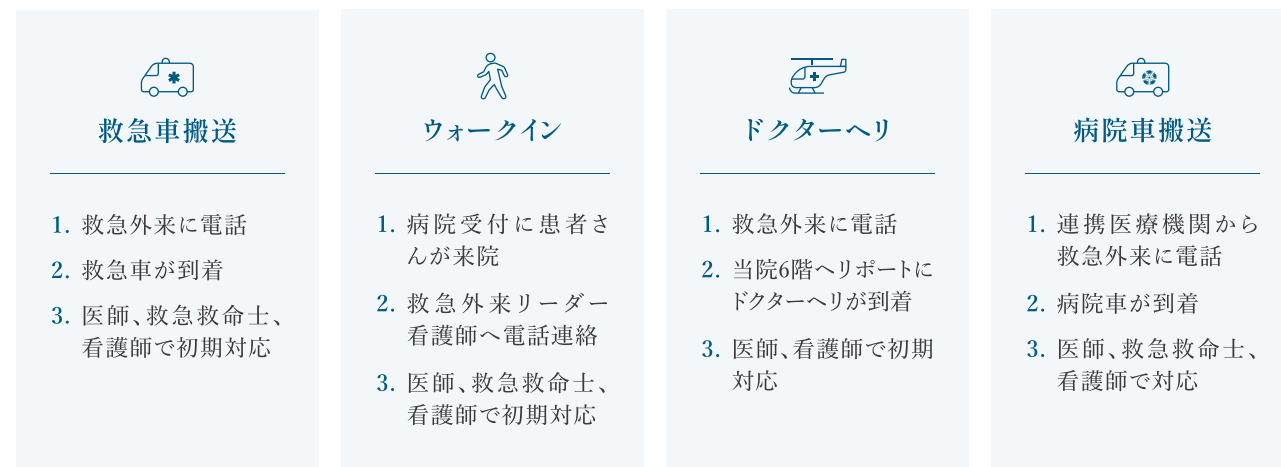 救急車搬送
1. 救急外来に電話
2. 救急車が到着
3. 医師、救急救命士、
看護師で初期対応
ウォークイン
1. 病院受付に患者さ
んが来院
2. 救急外来リーダー
看護師へ電話連絡
3. 医師、救急救命士、
看護師で初期対応
ドクターヘリ
1. 救急外来に電話
2. 当院6階ヘリポートに
ドクターヘリが到着
3. 医師、看護師で初期
対応
病院車搬送
1. 連携医療機関から
救急外来に電話
2. 病院車が到着
3. 医師、救急救命士、
看護師で対応